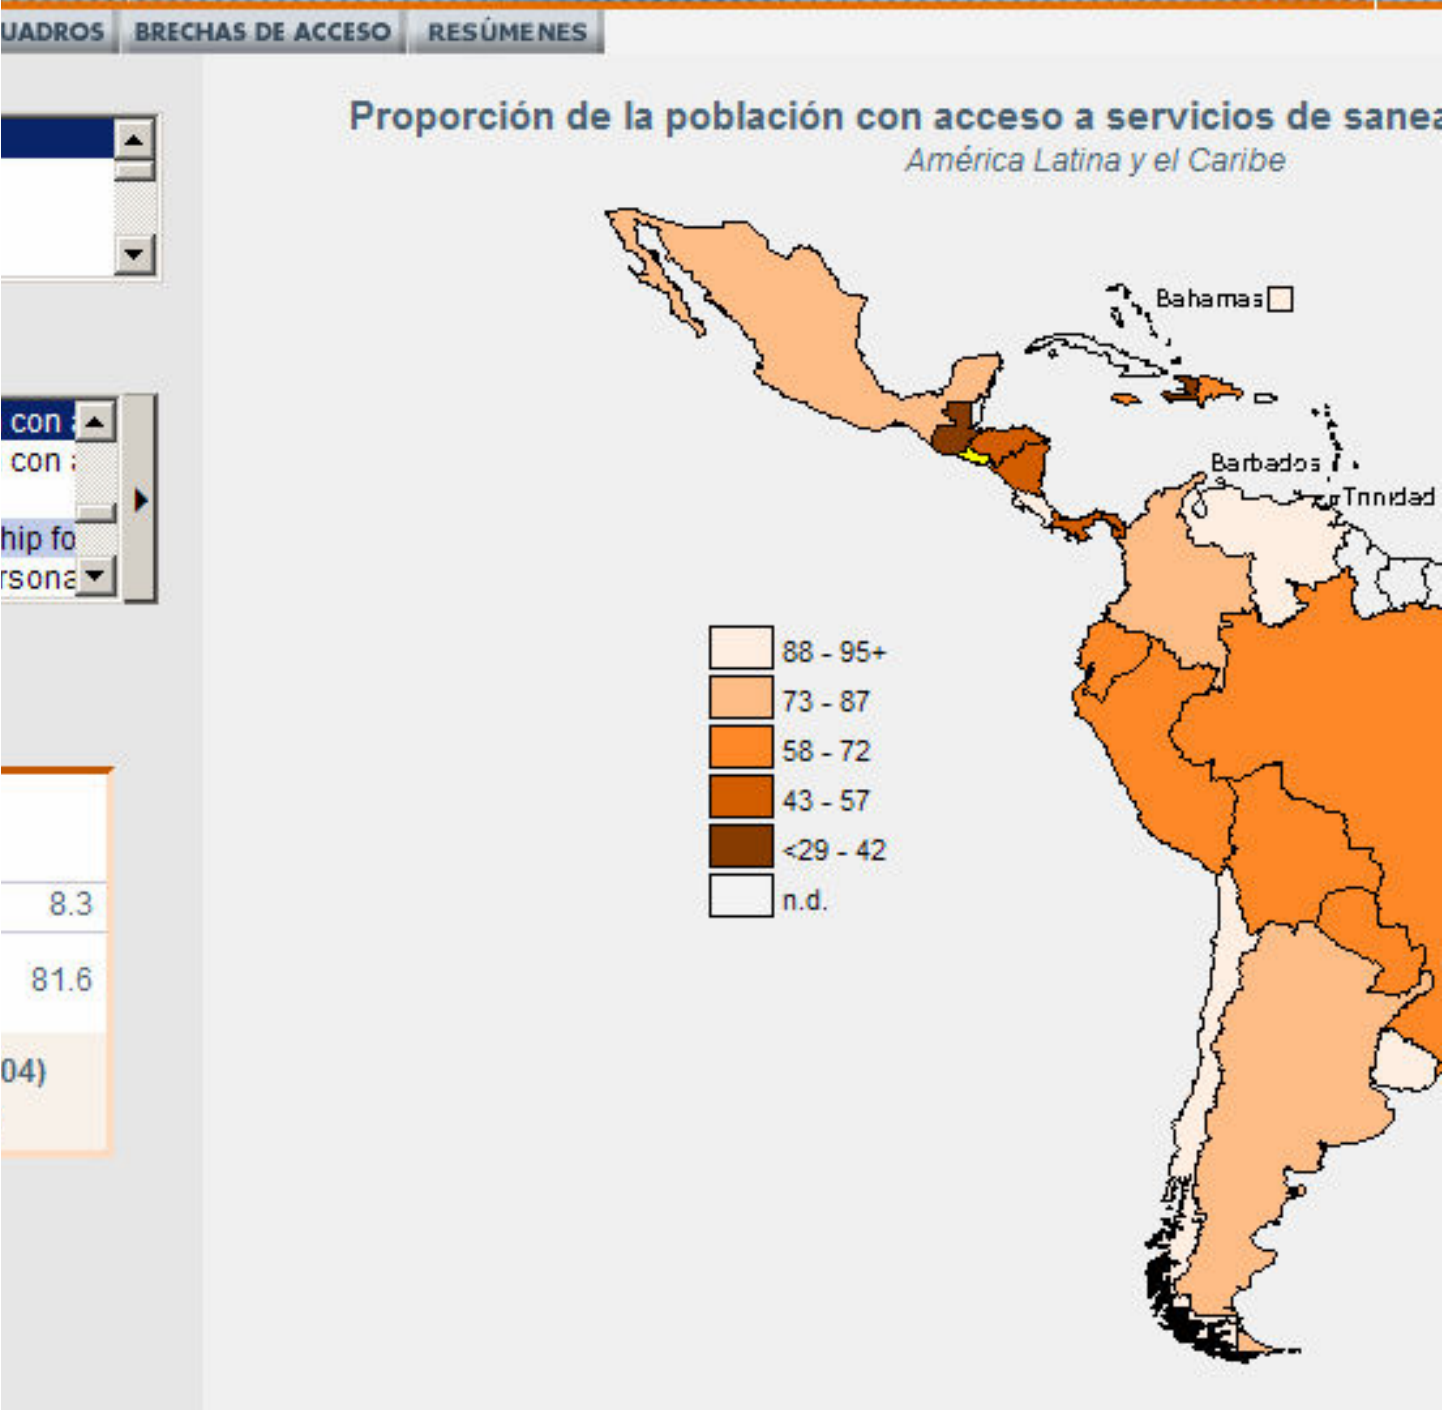 UADROS BRECHAS DE ACCESO RESÚMENES
Proporción de la población con acceso a servicios de sanea
América Latina y el Caribe
Bahamas
con a
con a
hip fo
rsona
Barbados
Trinidad
88 - 95+
73 - 87
58 - 72
43 - 57
<29 - 42
n.d.
8.3
81.6
04)